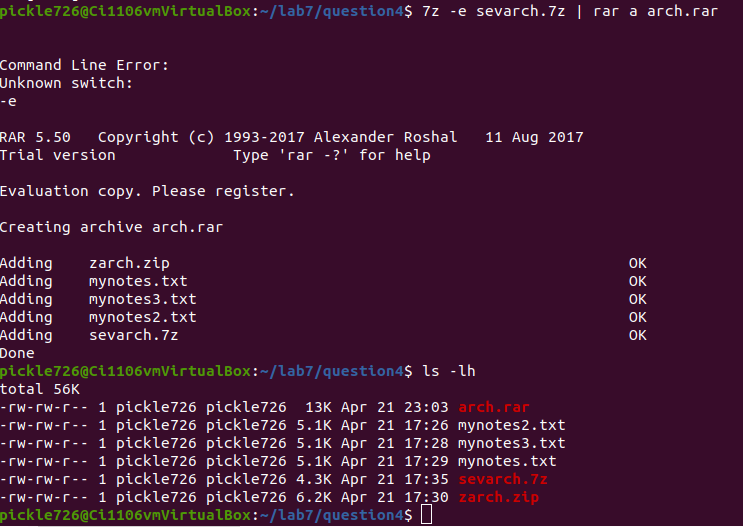 pickle726@Ci1106vmVirtualBox:~/lab7/question4$ 7z -e sevarch.7z | rar a arch.rar
Command Line Error:
Unknown switch:
-e
RAR 5.50   Copyright (c) 1993-2017 Alexander Roshal   11 Aug 2017
Trial version             Type 'rar -?' for help
Evaluation copy. Please register.
Creating archive arch.rar
Adding    zarch.zip                                                   OK
Adding    mynotes.txt                                                 OK
Adding    mynotes3.txt                                                OK
Adding    mynotes2.txt                                                OK
Adding    sevarch.7z                                                  OK
Done
pickle726@Ci1106vmVirtualBox:~/lab7/question4$ ls -lh
total 56K
-rw-rw-r-- 1 pickle726 pickle726  13K Apr 21 23:03 arch.rar
-rw-rw-r-- 1 pickle726 pickle726 5.1K Apr 21 17:26 mynotes2.txt
-rw-rw-r-- 1 pickle726 pickle726 5.1K Apr 21 17:28 mynotes3.txt
-rw-rw-r-- 1 pickle726 pickle726 5.1K Apr 21 17:29 mynotes.txt
-rw-rw-r-- 1 pickle726 pickle726 4.3K Apr 21 17:35 sevarch.7z
-rw-rw-r-- 1 pickle726 pickle726 6.2K Apr 21 17:30 zarch.zip
pickle726@Ci1106vmVirtualBox:~/lab7/question4$